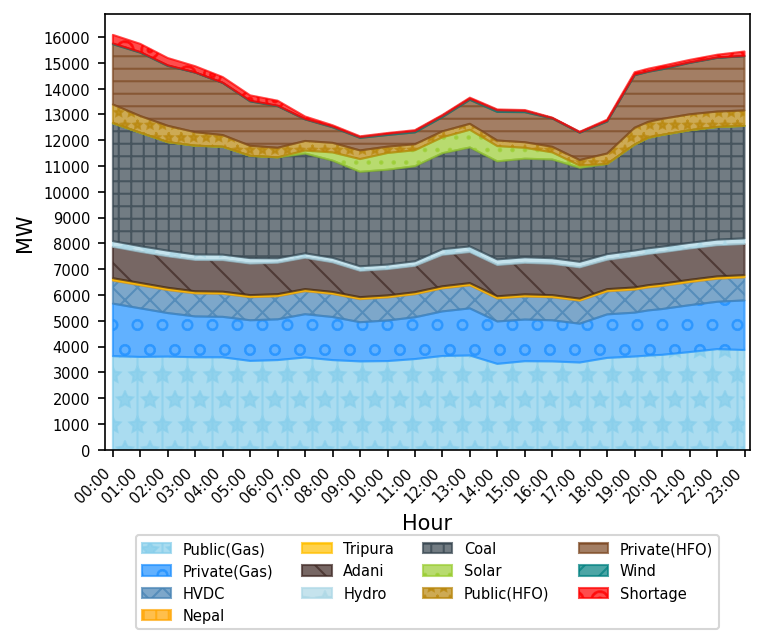 16000
15000
14000
13000
12000
11000
10000
9000
8000
7000
6000
5000
4000
3000
2000
1000
0
MW
00:00 01:00 02:00 03:00 04:00 05:00 06:00 07:00 08:00 09:00 10:00 11:00 12:00 13:00 14:00 15:00 16:00 17:00 18:00 19:00 20:00 21:00 22:00 23:00
Hour
Public(Gas) Tripura Coal Private(HFO)
Private(Gas) Adani Solar Wind
HVDC Hydro Public(HFO) Shortage
Nepal